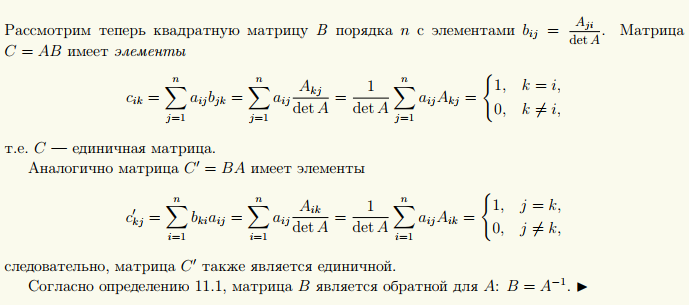 Рассмотрим теперь квадратную матрицу $B$ порядка $n$ с элементами $b_{ij} = \frac{A_{ji}}{\det A}$. Матрица
$C = AB$ имеет элементы
$$c_{ik} = \sum_{j=1}^{n} a_{ij} b_{jk} = \sum_{j=1}^{n} a_{ij} \frac{A_{kj}}{\det A} = \frac{1}{\det A} \sum_{j=1}^{n} a_{ij} A_{kj} = \begin{cases} 1, & k = i, \\ 0, & k \neq i, \end{cases}$$
т.е. $C$ — единичная матрица.
Аналогично матрица $C' = BA$ имеет элементы
$$c'_{kj} = \sum_{i=1}^{n} b_{ki} a_{ij} = \sum_{i=1}^{n} a_{ij} \frac{A_{ik}}{\det A} = \frac{1}{\det A} \sum_{i=1}^{n} a_{ij} A_{ik} = \begin{cases} 1, & j = k, \\ 0, & j \neq k, \end{cases}$$
следовательно, матрица $C'$ также является единичной.
Согласно определению 11.1, матрица $B$ является обратной для $A$: $B = A^{-1}$. ►